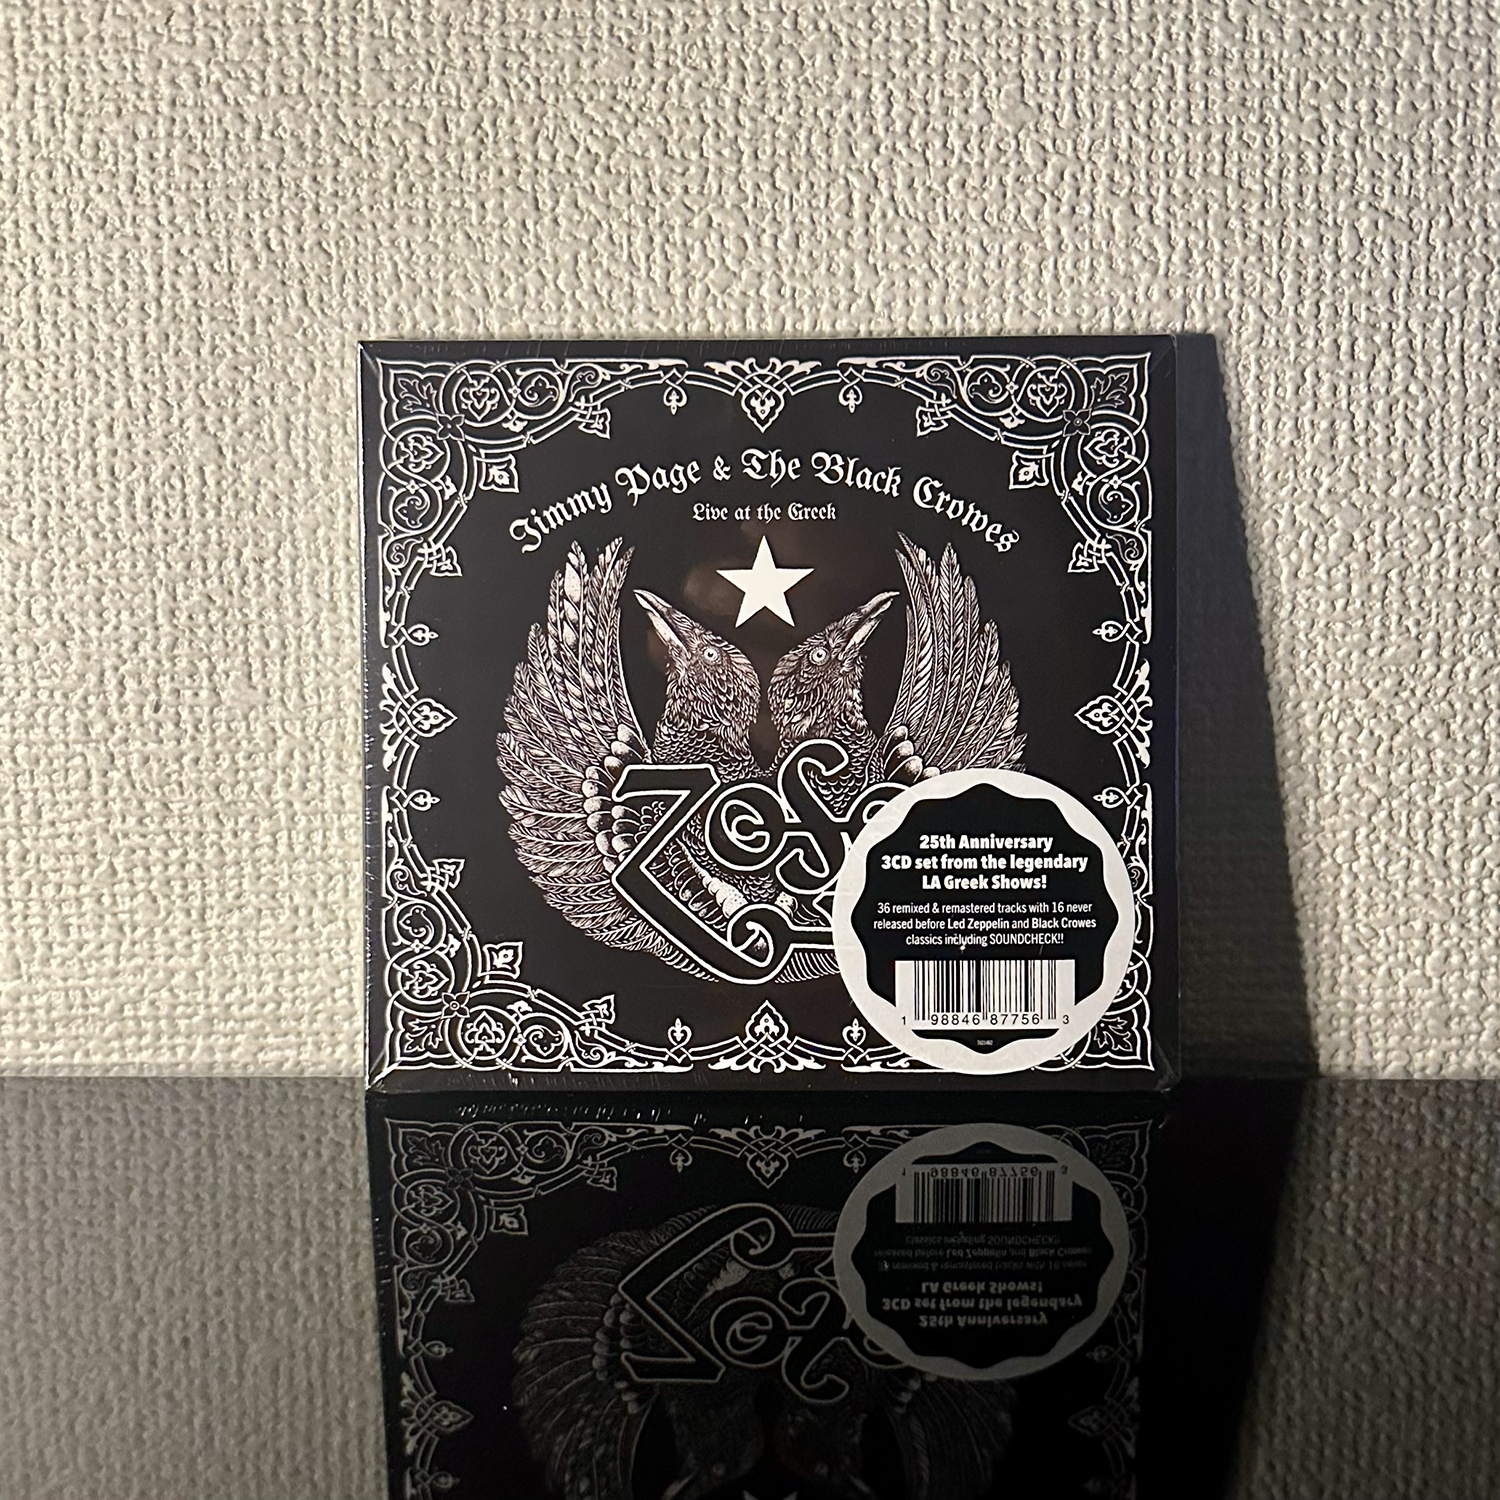 Jimmy Page & The Black Crowes
Live at the Greek
ZoSo
25th Anniversary
3CD set from the legendary
LA Greek Shows!
36 remixed & remastered tracks with 16 never
released before Led Zeppelin and Black Crowes
classics including SOUNDCHECK!!
1 98846 87756 3